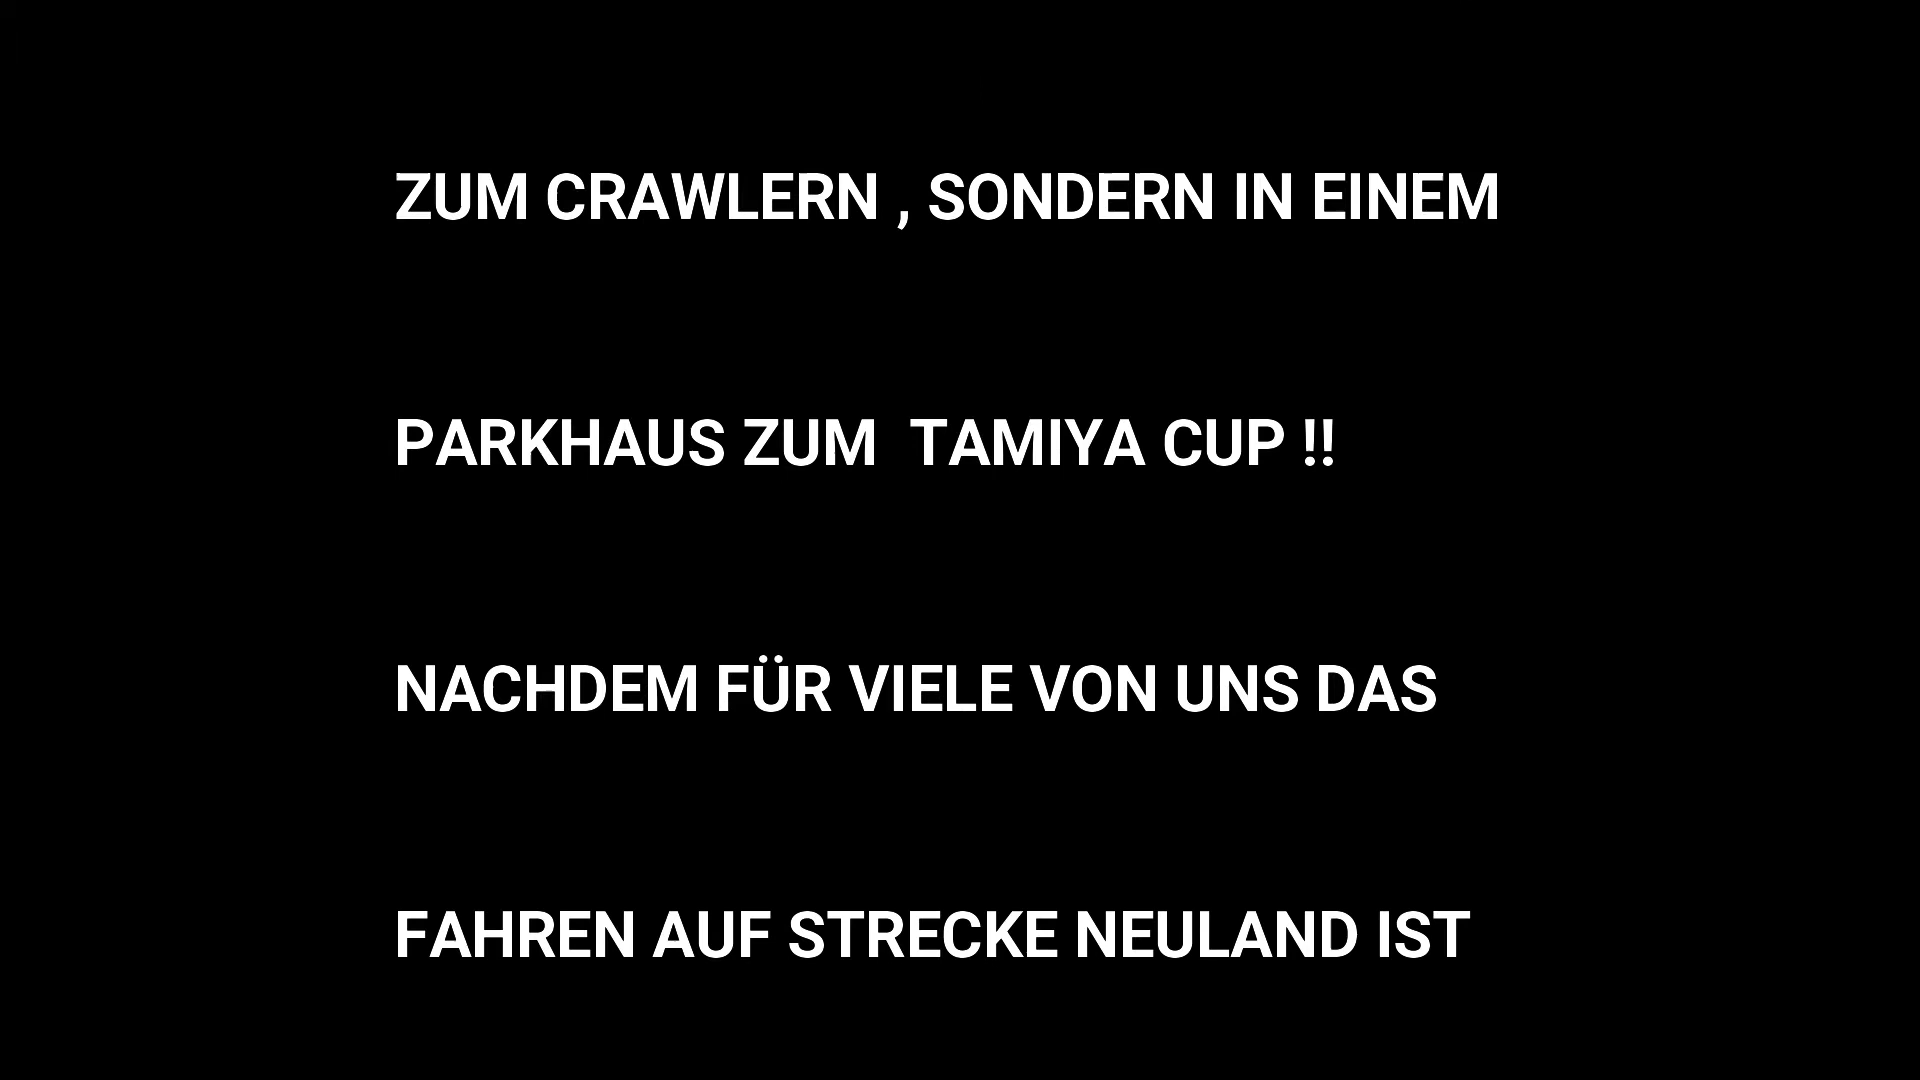 ZUM CRAWLERN , SONDERN IN EINEM
PARKHAUS ZUM  TAMIYA CUP !!
NACHDEM FÜR VIELE VON UNS DAS
FAHREN AUF STRECKE NEULAND IST